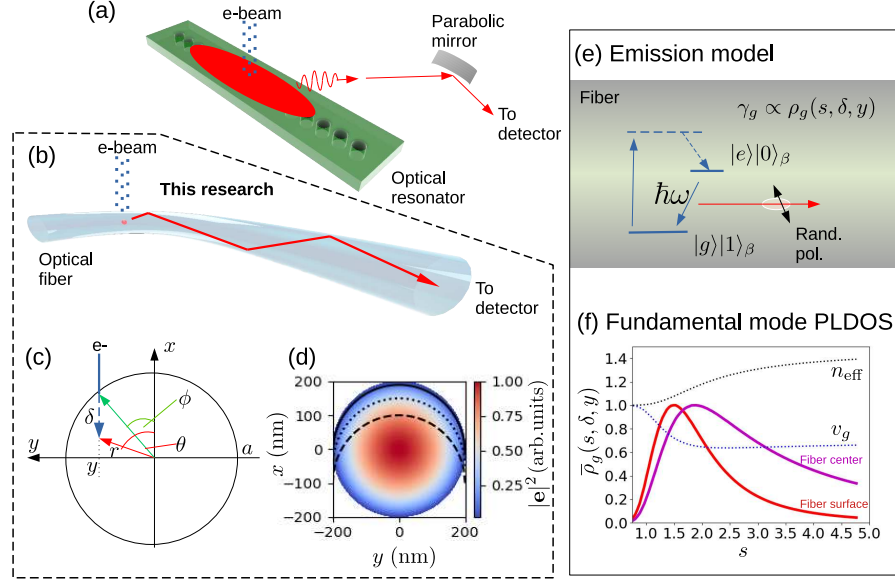 (a)
e-beam
Parabolic
mirror
To
detector
Optical
resonator
(b)
e-beam
This research
Optical
fiber
To
detector
(c)
e-
x
ϕ
δ
r
θ
y
y
a
(d)
200
100
0
−100
−200
x (nm)
−200
0
200
y (nm)
1.00
0.75
0.50
0.25
|e|² (arb.units)
(e) Emission model
Fiber
γ_g ∝ ρ_g(s, δ, y)
|e⟩|0⟩_β
ℏω
|g⟩|1⟩_β
Rand.
pol.
(f) Fundamental mode PLDOS
1.4
1.2
1.0
0.8
0.6
0.4
0.2
0.0
ρ̅_g(s, δ, y)
n_eff
v_g
Fiber center
Fiber surface
1.0 1.5 2.0 2.5 3.0 3.5 4.0 4.5 5.0
s